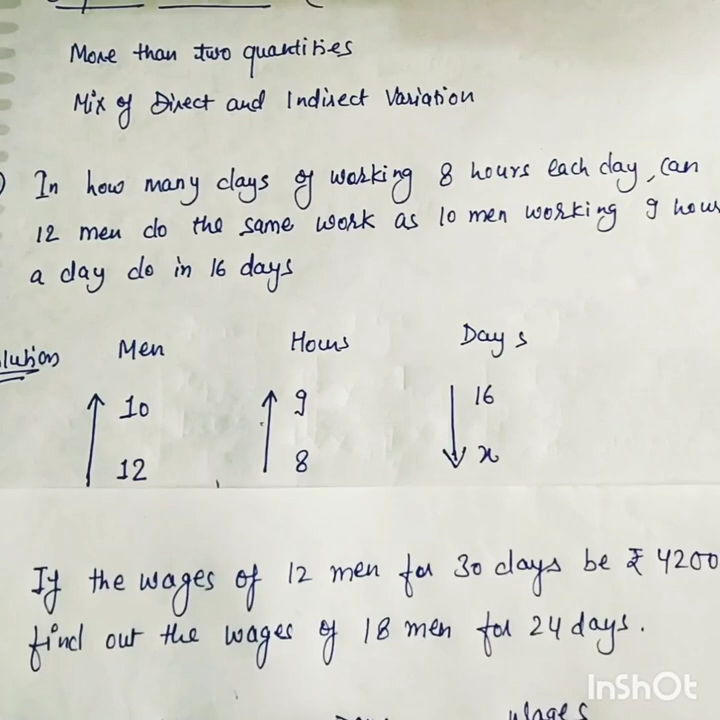 More than two quantities
Mix of Direct and Indirect Variation
In how many days of working 8 hours each day, can
12 men do the same work as 10 men working 9 hour
a day do in 16 days
lution Men Hours Days
10 9 16
12 8 x
If the wages of 12 men for 30 days be ₹ 4200
find out the wages of 18 men for 24 days.
Wages
InShOt